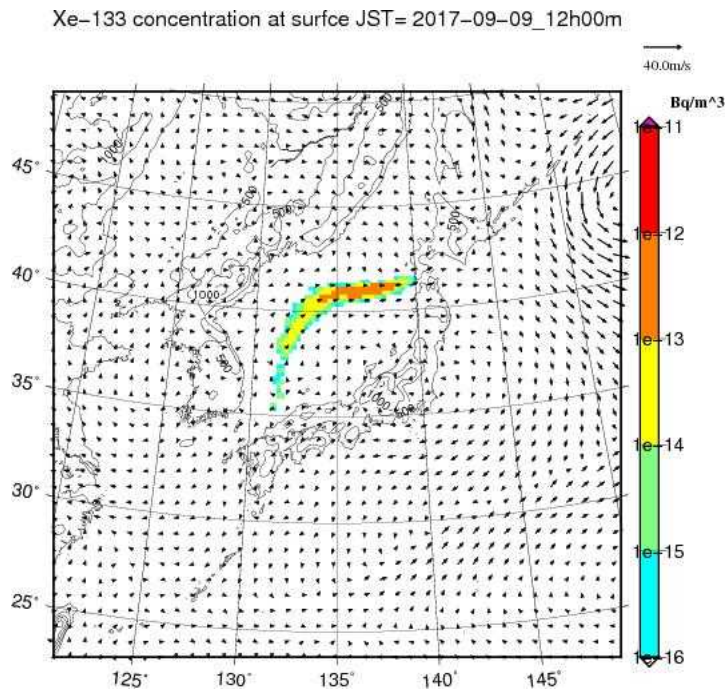 Xe−133 concentration at surfce JST= 2017−09−09_12h00m
40.0m/s
Bq/m^3
1e−11
1e−12
1e−13
1e−14
1e−15
1e−16
45°
40°
35°
30°
25°
125°
130°
135°
140°
145°
1000
500
500
500
500
1000
500
1000
500